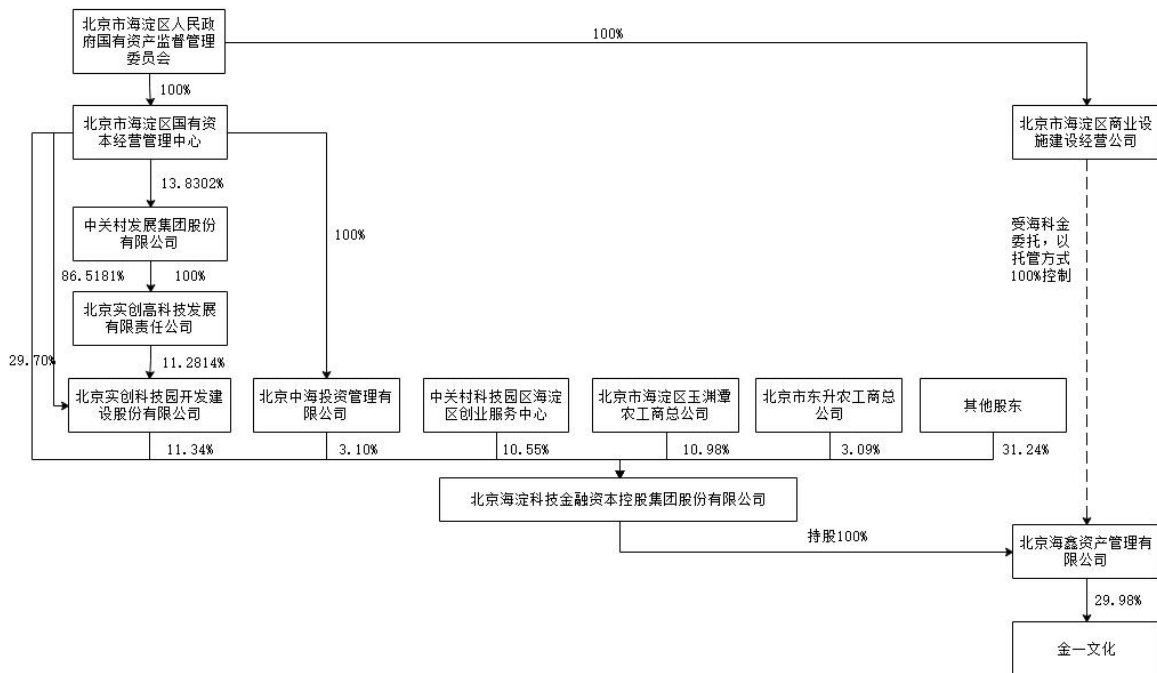 北京市海淀区人民政
府国有资产监督管理
委员会
100%
100%
北京市海淀区国有资
本经营管理中心
北京市海淀区商业设
施建设经营公司
13.8302%
中关村发展集团股份
有限公司
100%
受海科金
委托，以
托管方式
100%控制
86.5181%
100%
北京实创高科技发展
有限责任公司
29.70%
11.2814%
北京实创科技园开发建
设股份有限公司
北京中海投资管理有
限公司
中关村科技园区海淀
区创业服务中心
北京市海淀区玉渊潭
农工商总公司
北京市东升农工商总
公司
其他股东
11.34%
3.10%
10.55%
10.98%
3.09%
31.24%
北京海淀科技金融资本控股集团股份有限公司
持股100%
北京海鑫资产管理有
限公司
29.98%
金一文化